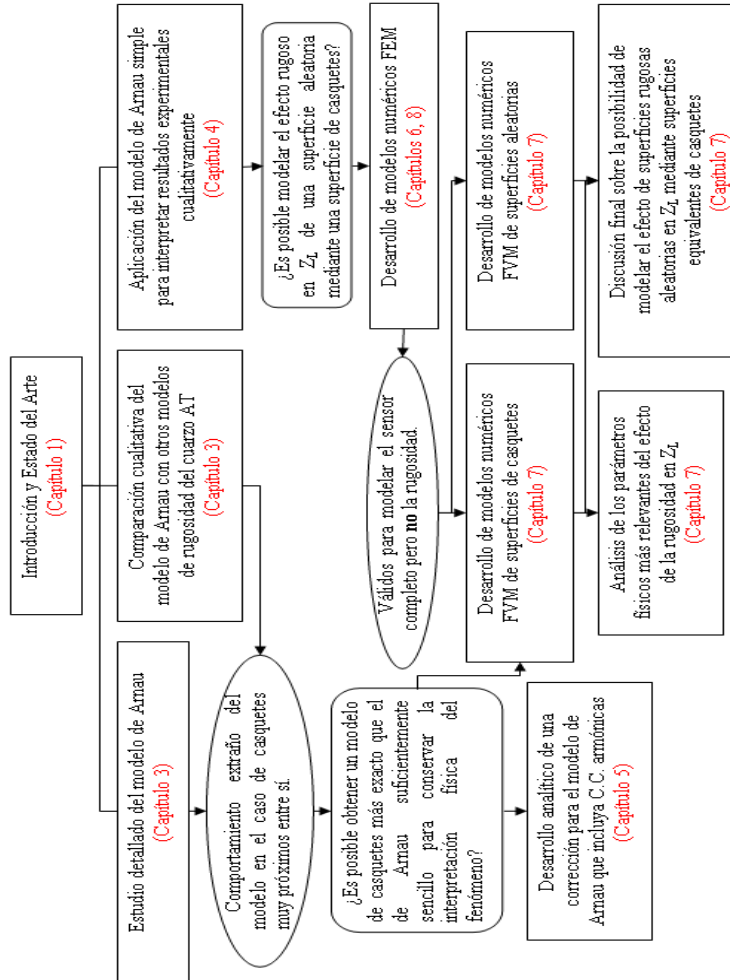 Introducción y Estado del Arte
(Capítulo 1)
Estudio detallado del modelo de Arnau
(Capítulo 3)
Comparación cualitativa del
modelo de Arnau con otros modelos
de rugosidad del cuarzo AT
(Capítulo 3)
Aplicación del modelo de Arnau simple
para interpretar resultados experimentales
cualitativamente
(Capítulo 4)
Comportamiento extraño del
modelo en el caso de casquetes
muy próximos entre sí.
¿Es posible modelar el efecto rugoso
en ZL de una superficie aleatoria
mediante una superficie de casquetes?
¿Es posible obtener un modelo
de casquetes más exacto que el
de Arnau suficientemente
sencillo para conservar la
interpretación física del
fenómeno?
Válidos para modelar el sensor
completo pero no la rugosidad.
Desarrollo de modelos numéricos FEM
(Capítulos 6, 8)
Desarrollo analítico de una
corrección para el modelo de
Arnau que incluya C.C. armónicas
(Capítulo 5)
Desarrollo de modelos numéricos
FVM de superficies de casquetes
(Capítulo 7)
Desarrollo de modelos numéricos
FVM de superficies aleatorias
(Capítulo 7)
Análisis de los parámetros
físicos más relevantes del efecto
de la rugosidad en ZL
(Capítulo 7)
Discusión final sobre la posibilidad de
modelar el efecto de superficies rugosas
aleatorias en ZL mediante superficies
equivalentes de casquetes
(Capítulo 7)